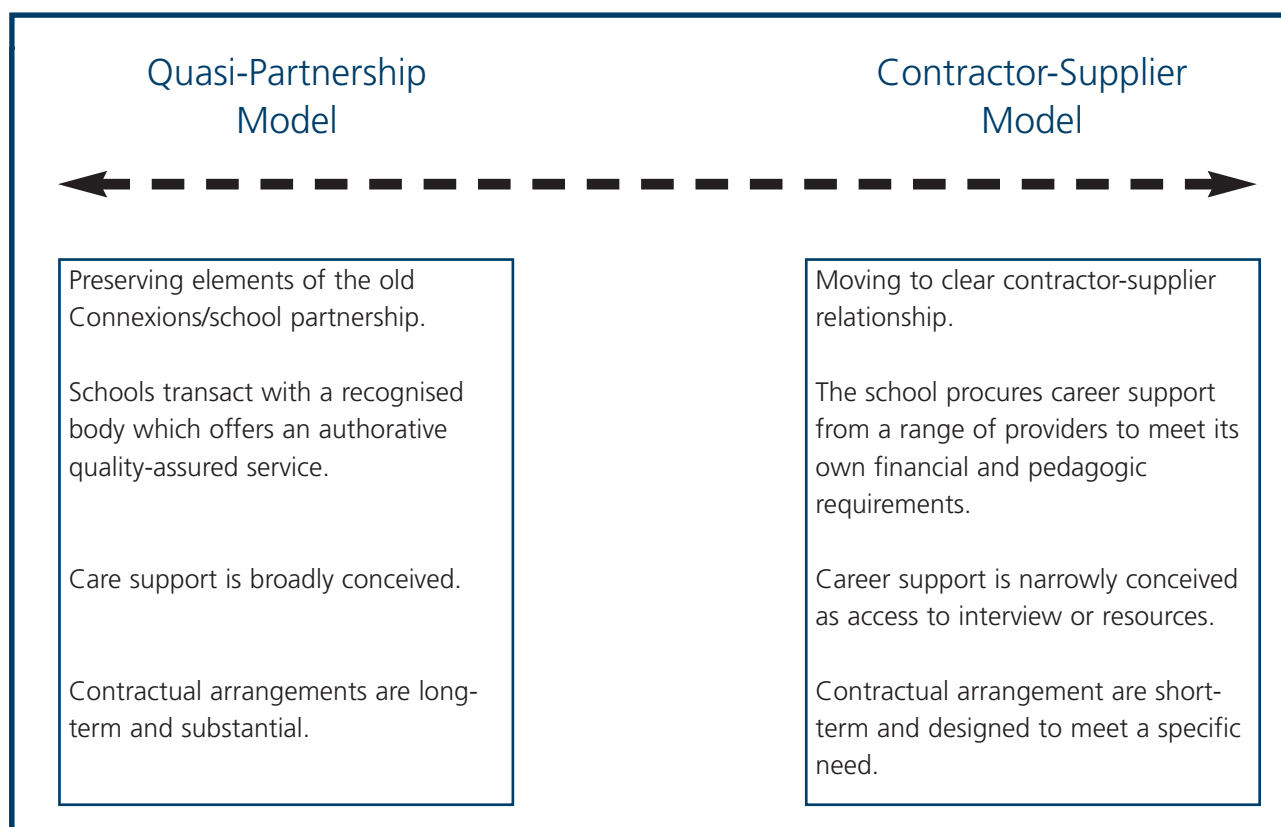 Quasi-Partnership
Model
Contractor-Supplier
Model
Preserving elements of the old
Connexions/school partnership.
Schools transact with a recognised
body which offers an authorative
quality-assured service.
Care support is broadly conceived.
Contractual arrangements are long-
term and substantial.
Moving to clear contractor-supplier
relationship.
The school procures career support
from a range of providers to meet its
own financial and pedagogic
requirements.
Career support is narrowly conceived
as access to interview or resources.
Contractual arrangement are short-
term and designed to meet a specific
need.